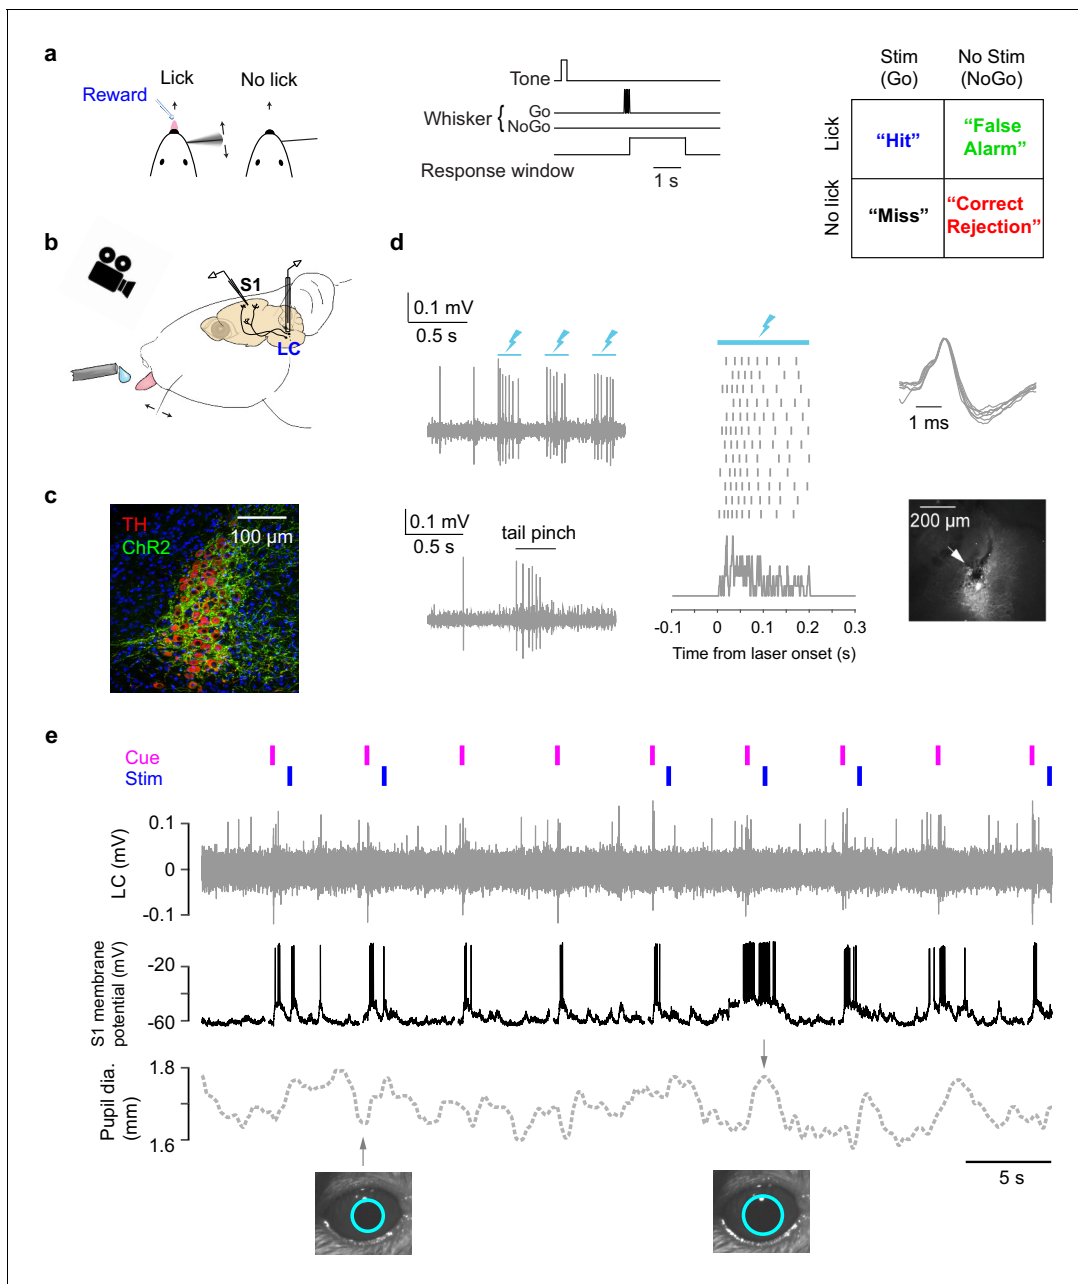 a
Lick
No lick
Reward
Tone
Whisker {
Go
NoGo
Response window
1 s
Stim
(Go)
No Stim
(NoGo)
Lick
No lick
“Hit”
“False
Alarm”
“Miss”
“Correct
Rejection”
b
S1
LC
c
TH
ChR2
100 µm
d
0.1 mV
0.5 s
0.1 mV
0.5 s
tail pinch
-0.1
0
0.1
0.2
0.3
Time from laser onset (s)
1 ms
200 µm
e
Cue
Stim
LC (mV)
0.1
0
-0.1
S1 membrane
potential (mV)
-20
-60
Pupil dia.
(mm)
1.8
1.6
5 s